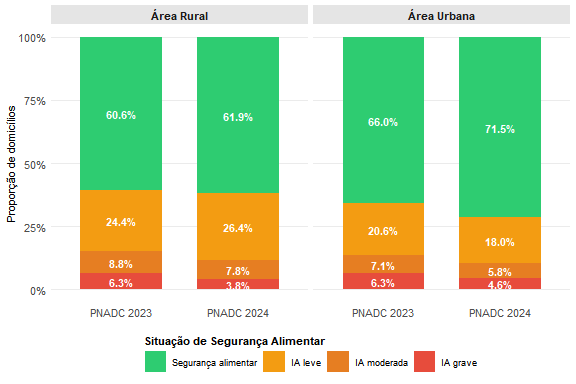 Área Rural
Área Urbana
Proporção de domicílios
100%
75%
50%
25%
0%
60.6%
61.9%
66.0%
71.5%
24.4%
26.4%
20.6%
18.0%
8.8%
7.8%
7.1%
5.8%
6.3%
3.8%
6.3%
4.6%
PNADC 2023
PNADC 2024
PNADC 2023
PNADC 2024
Situação de Segurança Alimentar
Segurança alimentar
IA leve
IA moderada
IA grave